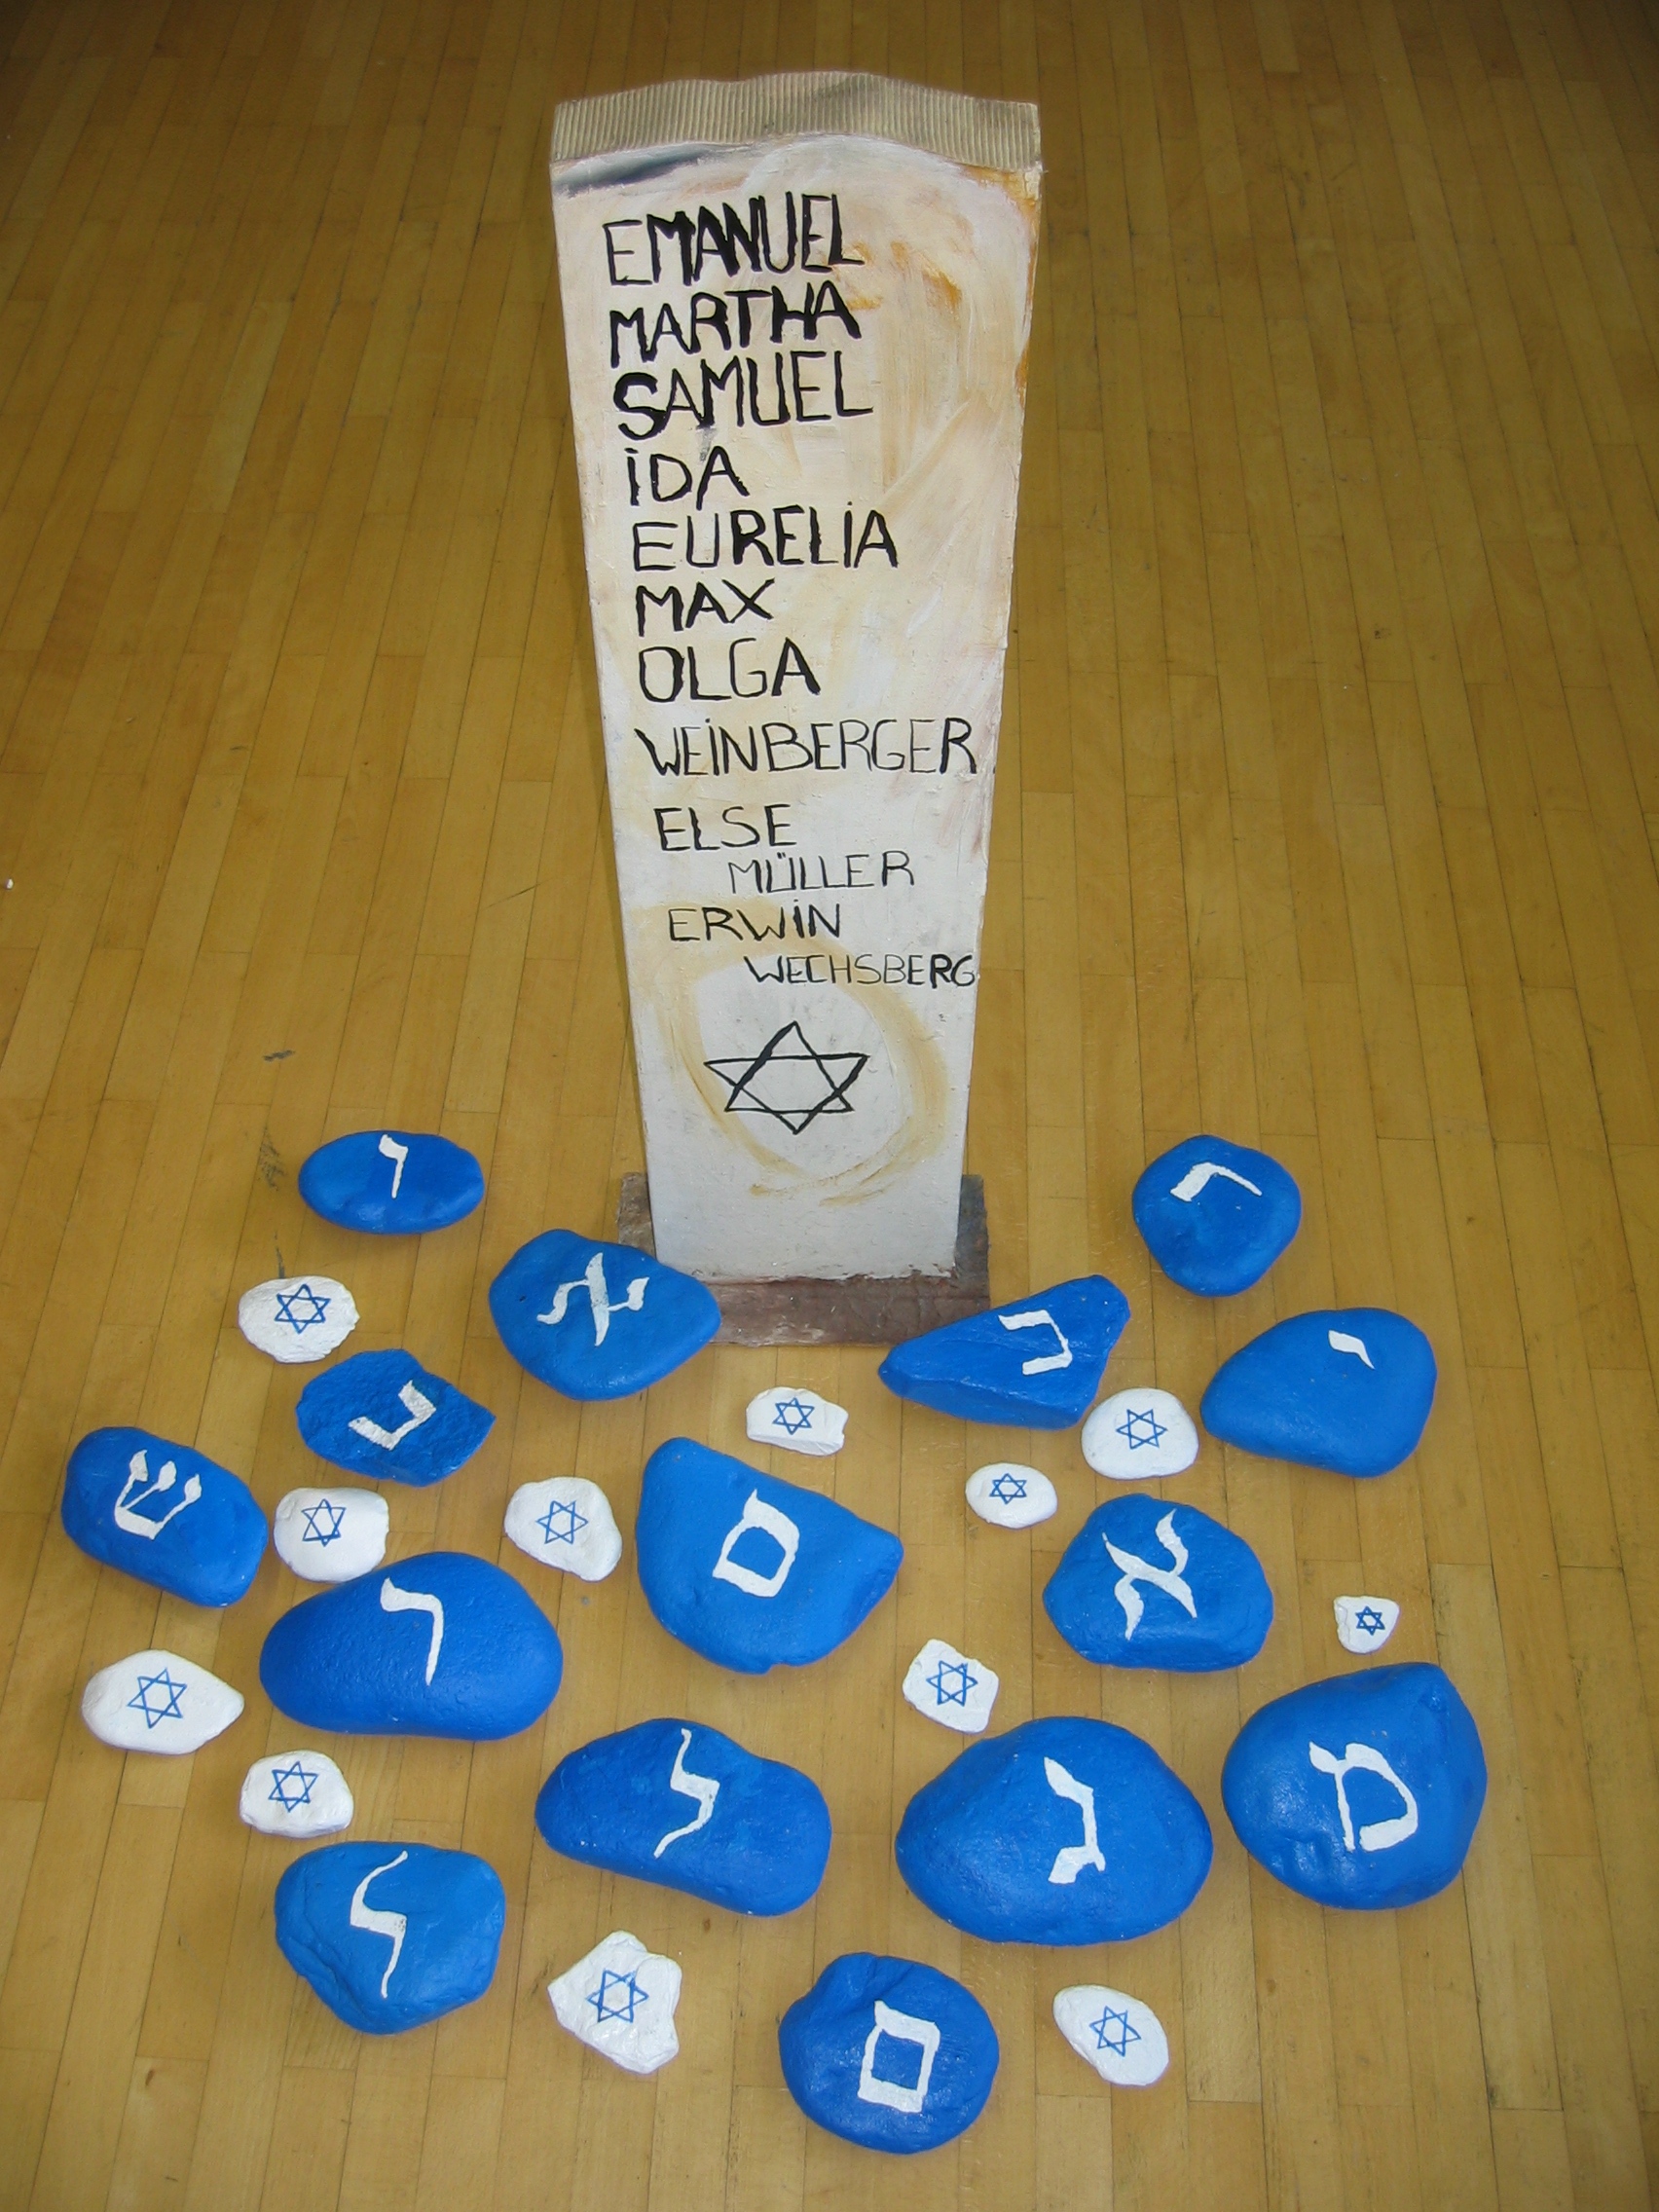 EMANUEL
MARTHA
SAMUEL
IDA
EURELIA
MAX
OLGA
WEINBERGER
ELSE
MÜLLER
ERWIN
WECHSBERG
ו
ר
א
י
ש
ם
א
ר
ל
מ
ל
ם